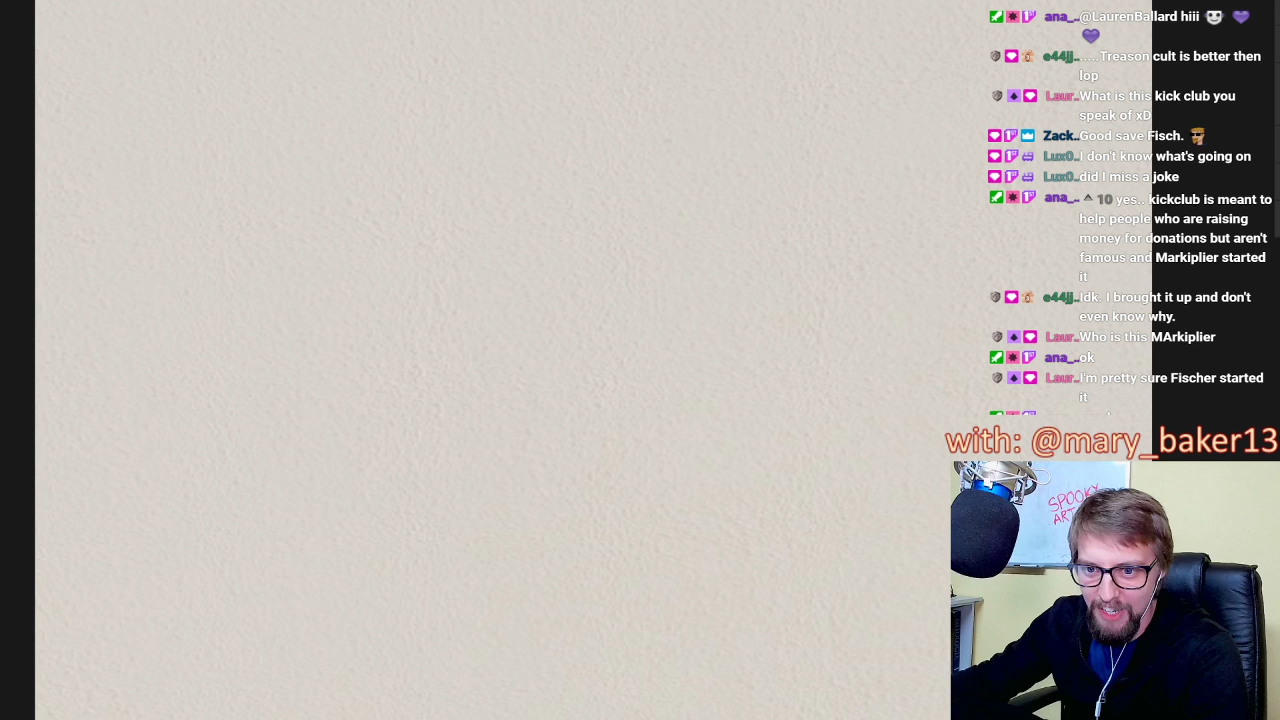 ana_.. @LaurenBallard hiii
e44jj.. .....Treason cult is better then
lop
Laur.. What is this kick club you
speak of xD
Zack.. Good save Fisch.
Lux0.. I don't know what's going on
Lux0.. did I miss a joke
ana_.. 10 yes.. kickclub is meant to
help people who are raising
money for donations but aren't
famous and Markiplier started
it
e44jj.. Idk. I brought it up and don't
even know why.
Laur.. Who is this MArkiplier
ana_.. ok
Laur.. I'm pretty sure Fischer started
it
with: @mary_baker13
SPOOKY
ART